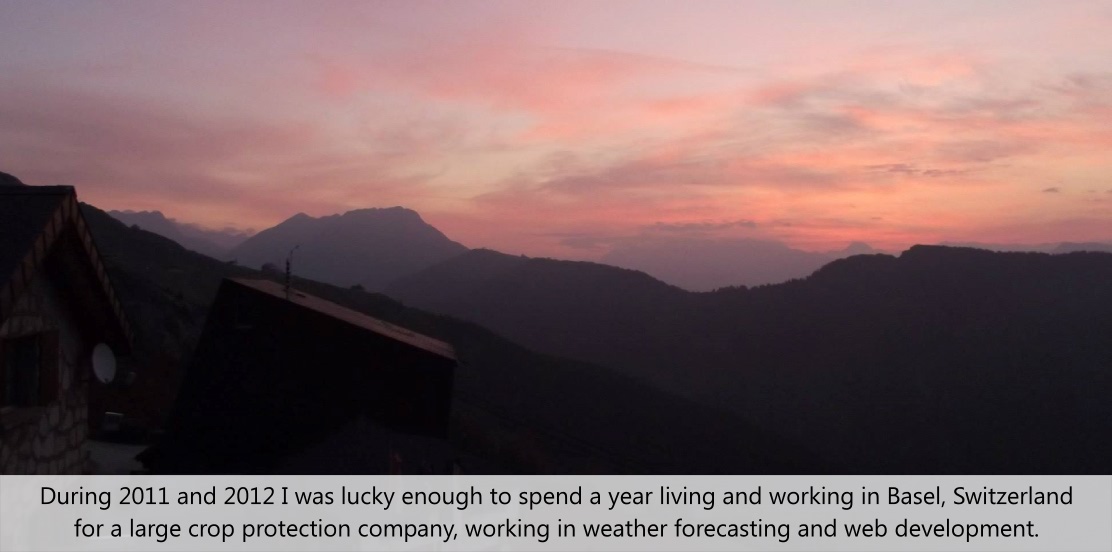 During 2011 and 2012 I was lucky enough to spend a year living and working in Basel, Switzerland
for a large crop protection company, working in weather forecasting and web development.